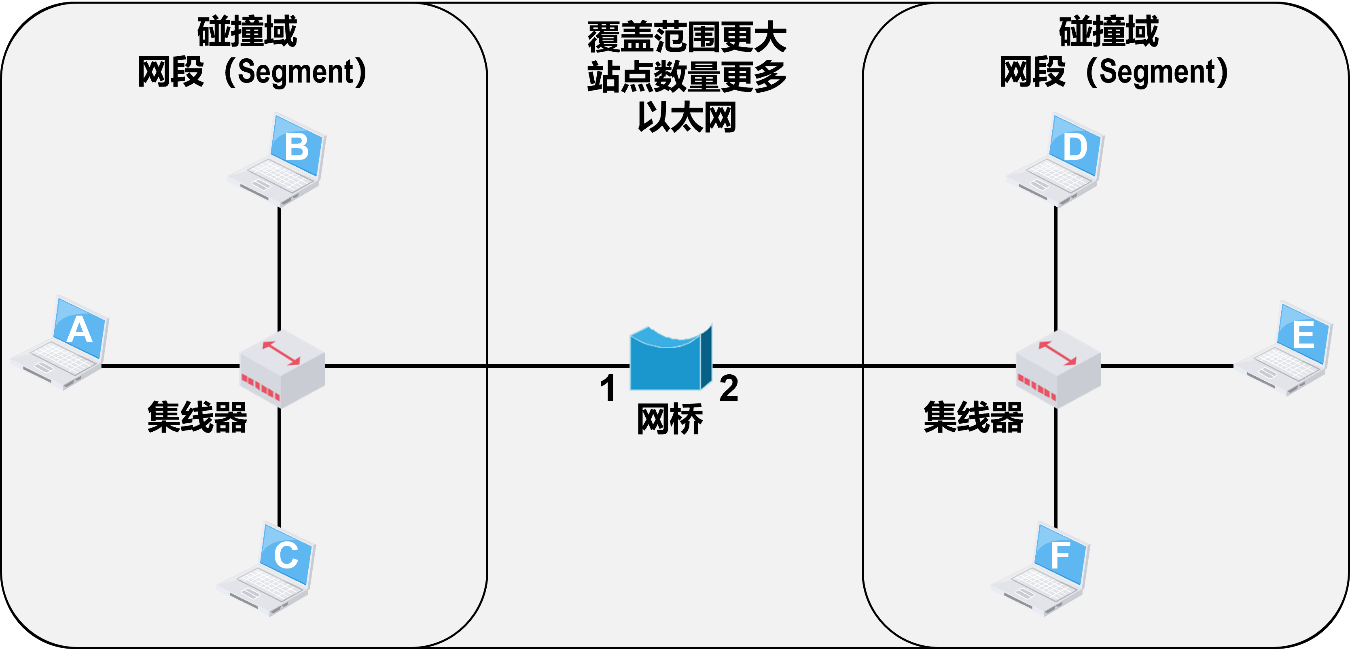 碰撞域
网段（Segment）
覆盖范围更大
站点数量更多
以太网
碰撞域
网段（Segment）
B
D
A
E
1
2
网桥
集线器
集线器
C
F